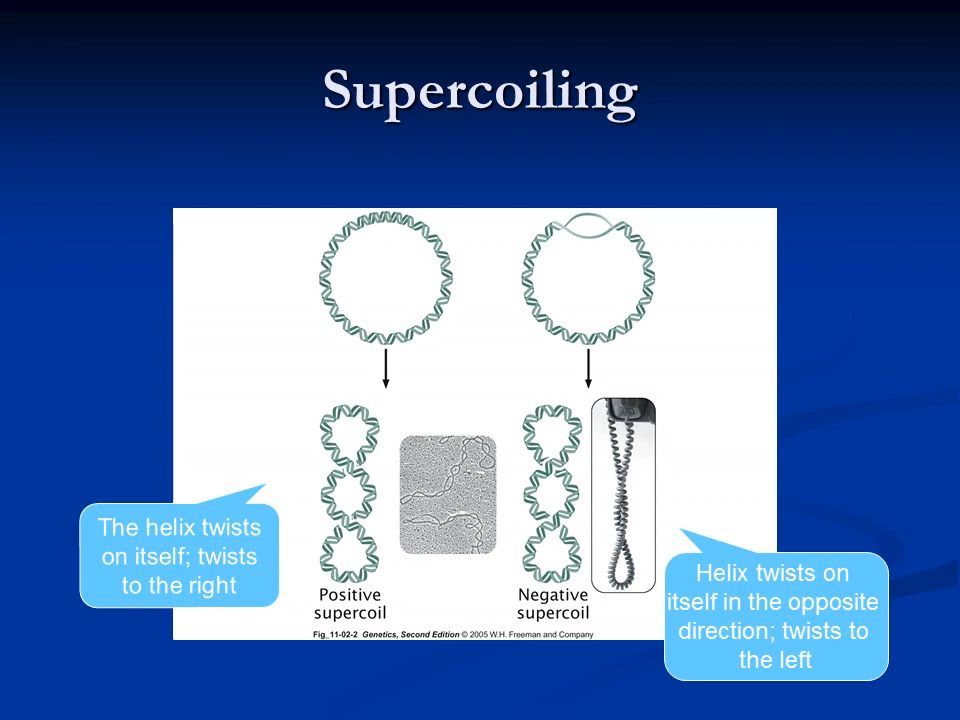 Supercoiling
The helix twists
on itself; twists
to the right
Positive
supercoil
Negative
supercoil
Helix twists on
itself in the opposite
direction; twists to
the left
Fig_11-02-2 Genetics, Second Edition © 2005 W.H. Freeman and Company